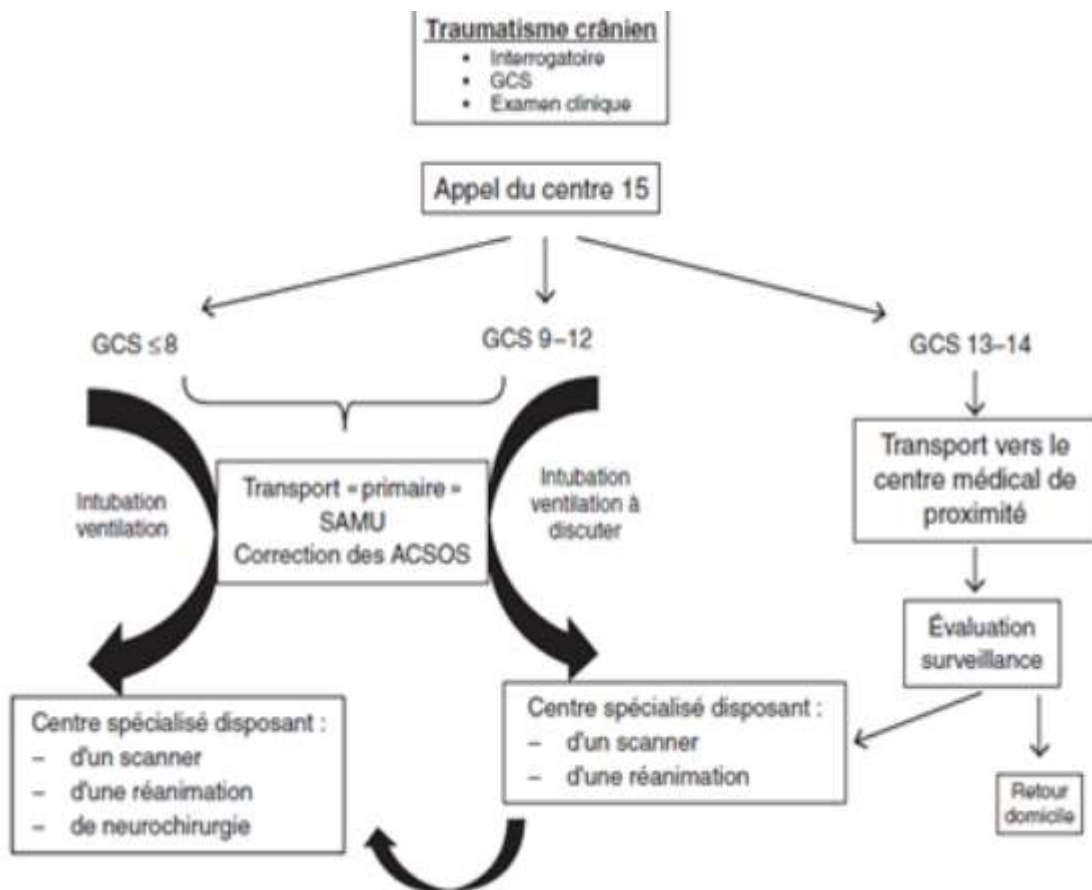 Traumatisme crânien
• Interrogatoire
• GCS
• Examen clinique
Appel du centre 15
GCS ≤ 8
GCS 9–12
GCS 13–14
Intubation
ventilation
Transport « primaire »
SAMU
Correction des ACSOS
Intubation
ventilation à
discuter
Transport vers le
centre médical de
proximité
Évaluation
surveillance
Centre spécialisé disposant :
– d'un scanner
– d'une réanimation
– de neurochirurgie
Centre spécialisé disposant :
– d'un scanner
– d'une réanimation
Retour
domicile